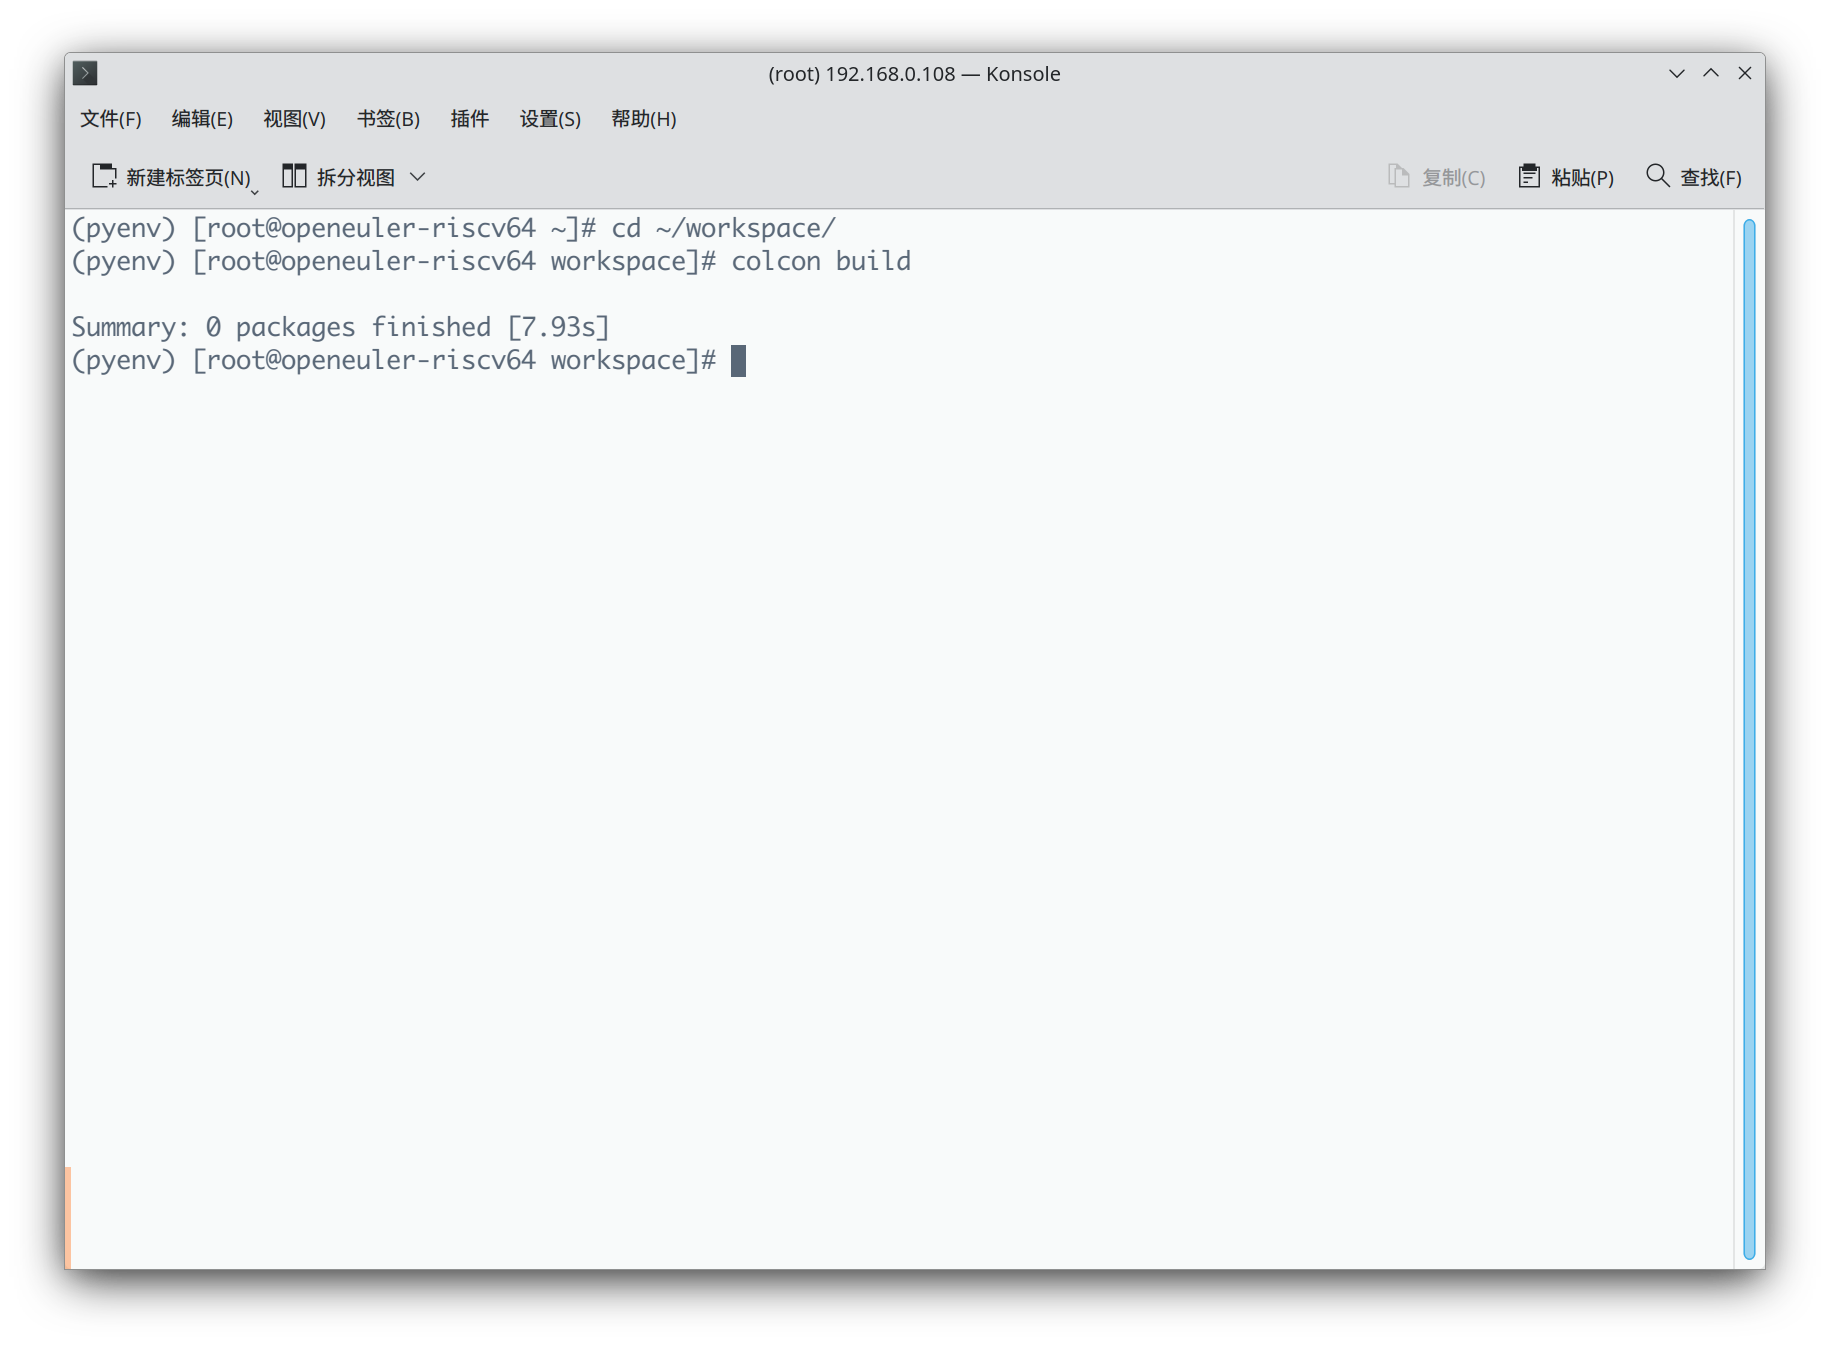 (root) 192.168.0.108 — Konsole
文件(F) 编辑(E) 视图(V) 书签(B) 插件 设置(S) 帮助(H)
新建标签页(N) 拆分视图 复制(C) 粘贴(P) 查找(F)
(pyenv) [root@openeuler-riscv64 ~]# cd ~/workspace/
(pyenv) [root@openeuler-riscv64 workspace]# colcon build
Summary: 0 packages finished [7.93s]
(pyenv) [root@openeuler-riscv64 workspace]#